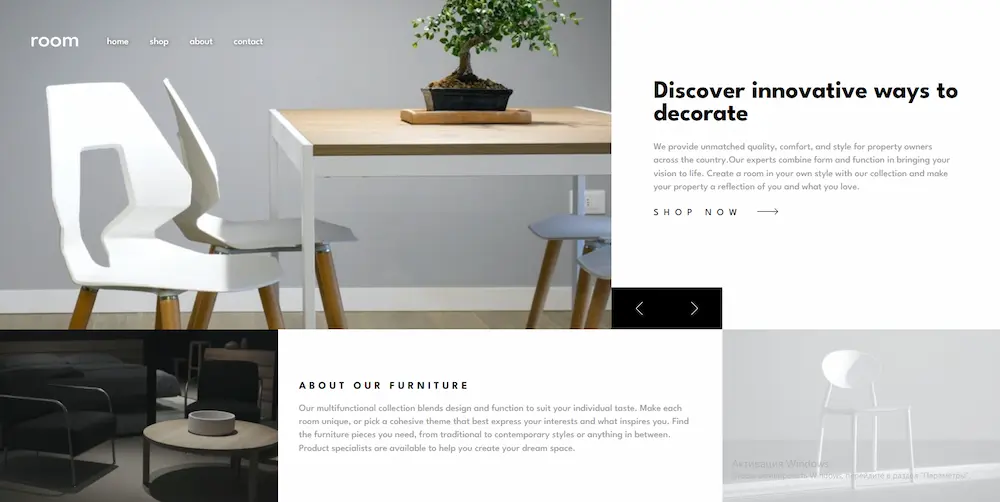 room
home shop about contact
Discover innovative ways to
decorate
We provide unmatched quality, comfort, and style for property owners
across the country.Our experts combine form and function in bringing your
vision to life. Create a room in your own style with our collection and make
your property a reflection of you and what you love.
SHOP NOW
ABOUT OUR FURNITURE
Our multifunctional collection blends design and function to suit your individual taste. Make each
room unique, or pick a cohesive theme that best express your interests and what inspires you. Find
the furniture pieces you need, from traditional to contemporary styles or anything in between.
Product specialists are available to help you create your dream space.
Активация Windows
Чтобы активировать Windows, перейдите в раздел "Параметры".